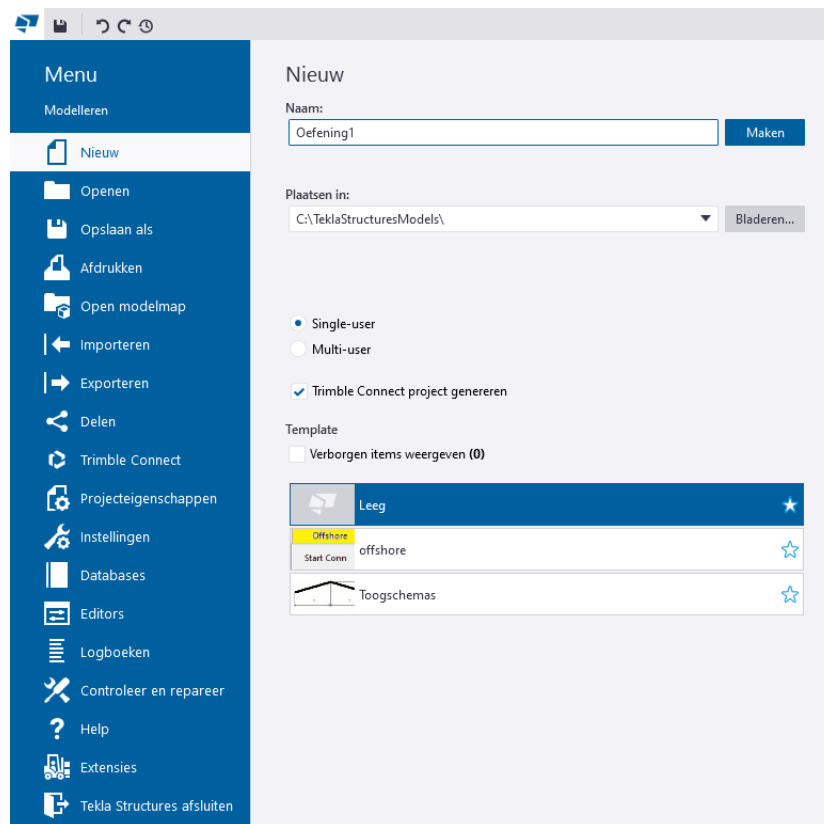 Menu
Modelleren
Nieuw
Openen
Opslaan als
Afdrukken
Open modelmap
Importeren
Exporteren
Delen
Trimble Connect
Projecteigenschappen
Instellingen
Databases
Editors
Logboeken
Controleer en repareer
Help
Extensies
Tekla Structures afsluiten
Nieuw
Naam:
Oefening1
Maken
Plaatsen in:
C:\TeklaStructuresModels\
Bladeren...
Single-user
Multi-user
Trimble Connect project genereren
Template
Verborgen items weergeven (0)
Leeg
Offshore
Start Conn
offshore
Toogschemas